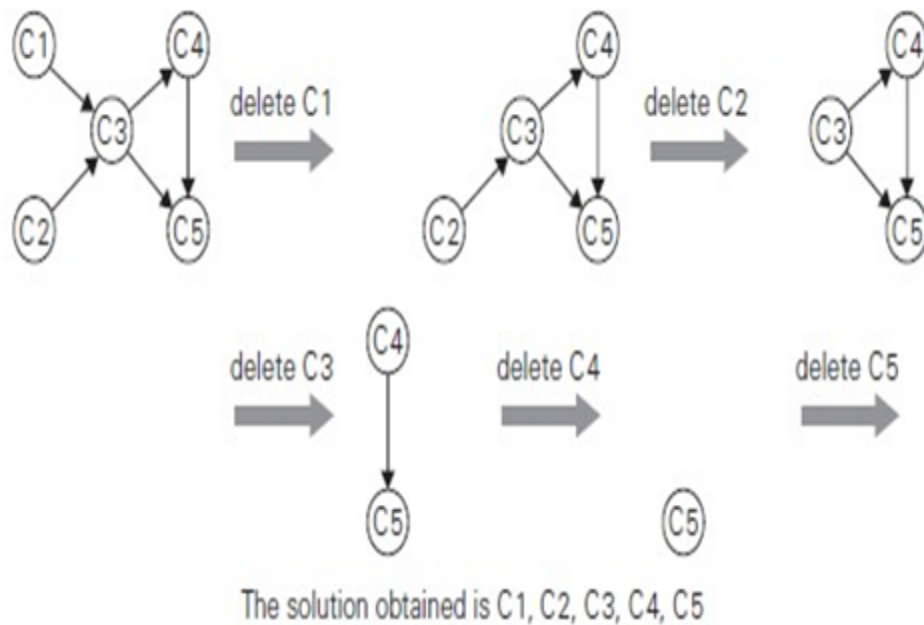 C1 C4 C4 C4
delete C1 delete C2
C3 C3 C3
C2 C5 C2 C5 C5
C4
delete C3 delete C4 delete C5
C5 C5
The solution obtained is C1, C2, C3, C4, C5